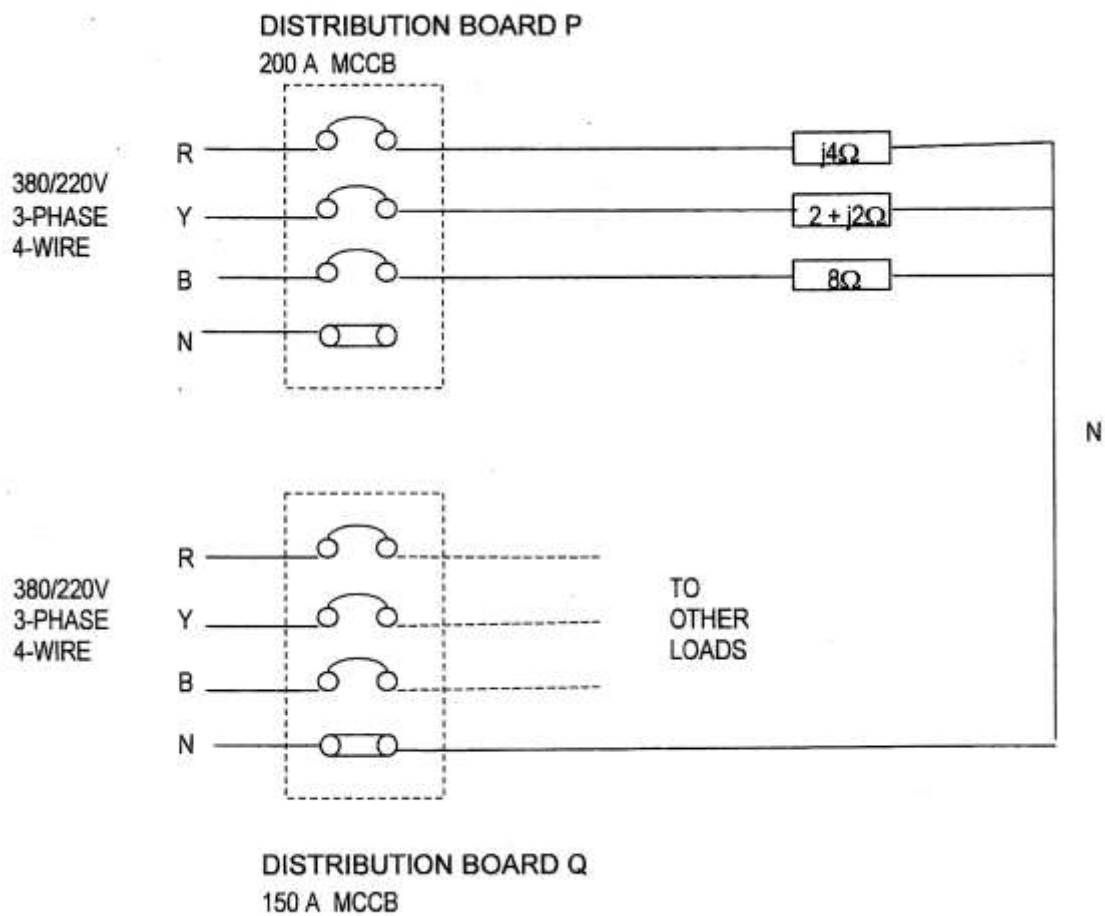 DISTRIBUTION BOARD P
200 A MCCB
R
j4Ω
380/220V
3-PHASE
4-WIRE
Y
2 + j2Ω
B
8Ω
N
N
R
380/220V
3-PHASE
4-WIRE
Y
B
N
TO
OTHER
LOADS
DISTRIBUTION BOARD Q
150 A MCCB